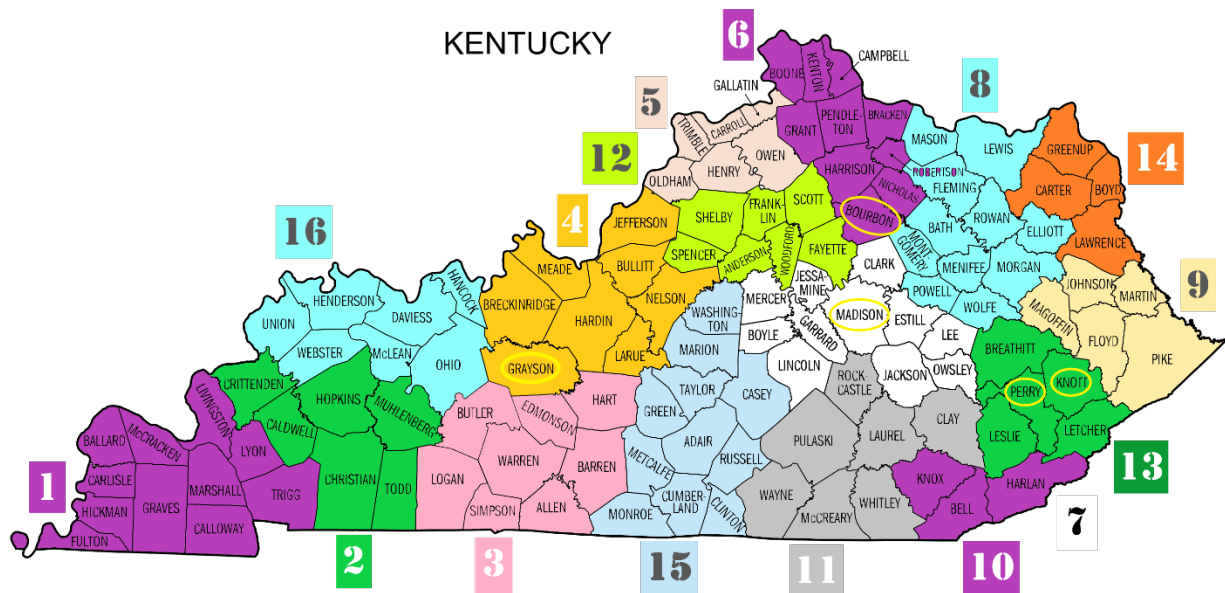 KENTUCKY
6
BOONE
KENTON
CAMPBELL
GALLATIN
5
TRIMBLE
CARROLL
GRANT
PENDLE-
TON
BRACKEN
8
MASON
LEWIS
GREENUP
14
12
OWEN
HENRY
OLDHAM
HARRISON
ROBERTSON
NICHOLAS
FLEMING
CARTER
BOYD
4
JEFFERSON
SHELBY
FRANK-
LIN
SCOTT
BOURBON
BATH
ROWAN
ELLIOTT
LAWRENCE
16
SPENCER
ANDERSON
WOODFORD
FAYETTE
MONT-
GOMERY
MENIFEE
MORGAN
CLARK
MEADE
BULLITT
JESSA-
MINE
POWELL
WOLFE
JOHNSON
MARTIN
9
HANCOCK
BRECKINRIDGE
HARDIN
NELSON
WASHING-
TON
MERCER
MADISON
ESTILL
LEE
MAGOFFIN
FLOYD
PIKE
HENDERSON
UNION
DAVIESS
WEBSTER
McLEAN
OHIO
GRAYSON
LARUE
MARION
BOYLE
GARRARD
LINCOLN
ROCK-
CASTLE
JACKSON
OWSLEY
BREATHITT
PERRY
KNOTT
CRITTENDEN
LIVINGSTON
HOPKINS
MUHLENBERG
CALDWELL
BUTLER
EDMONSON
HART
GREEN
TAYLOR
CASEY
PULASKI
LAUREL
CLAY
LESLIE
LETCHER
13
1
BALLARD
McCRACKEN
LYON
CARLISLE
HICKMAN
GRAVES
MARSHALL
TRIGG
CHRISTIAN
TODD
LOGAN
WARREN
BARREN
METCALFE
ADAIR
RUSSELL
WAYNE
WHITLEY
KNOX
BELL
HARLAN
7
FULTON
CALLOWAY
SIMPSON
ALLEN
MONROE
CUMBER-
LAND
CLINTON
McCREARY
2
3
15
11
10